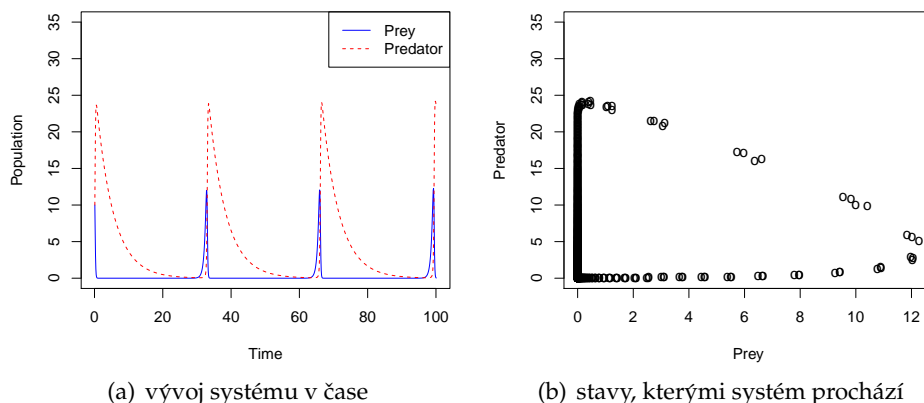 Prey
Predator
Population
35
30
25
20
15
10
5
0
0 20 40 60 80 100
Time
(a) vývoj systému v čase
Predator
35
30
25
20
15
10
5
0
0 2 4 6 8 10 12
Prey
(b) stavy, kterými systém prochází